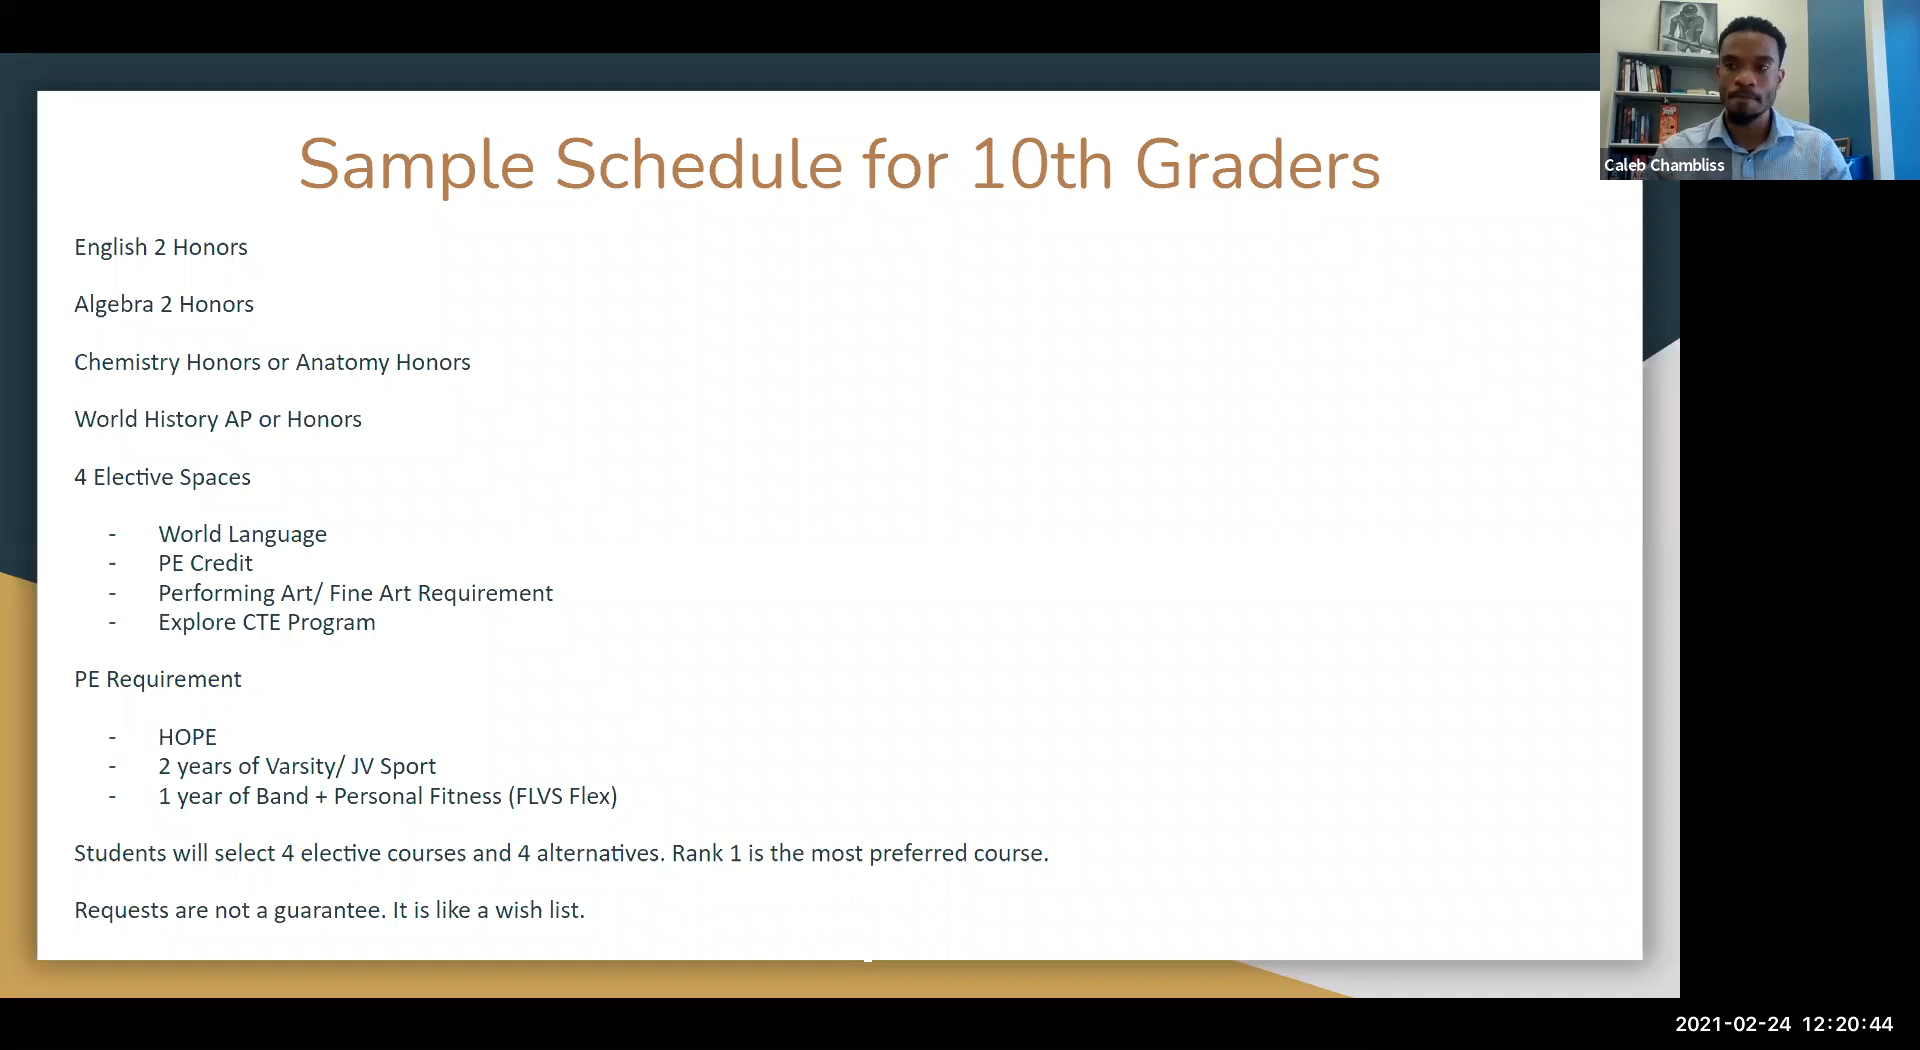 Sample Schedule for 10th Graders
English 2 Honors
Algebra 2 Honors
Chemistry Honors or Anatomy Honors
World History AP or Honors
4 Elective Spaces
- World Language
- PE Credit
- Performing Art/ Fine Art Requirement
- Explore CTE Program
PE Requirement
- HOPE
- 2 years of Varsity/ JV Sport
- 1 year of Band + Personal Fitness (FLVS Flex)
Students will select 4 elective courses and 4 alternatives. Rank 1 is the most preferred course.
Requests are not a guarantee. It is like a wish list.
Caleb Chambliss
2021-02-24 12:20:44